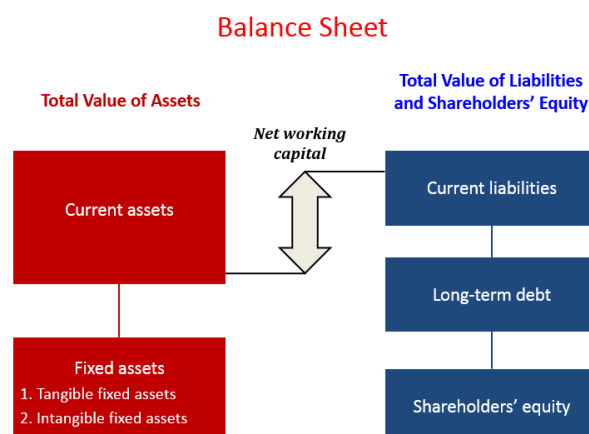 Balance Sheet
Total Value of Assets
Total Value of Liabilities
and Shareholders’ Equity
Net working
capital
Current assets
Current liabilities
Long-term debt
Fixed assets
1. Tangible fixed assets
2. Intangible fixed assets
Shareholders’ equity